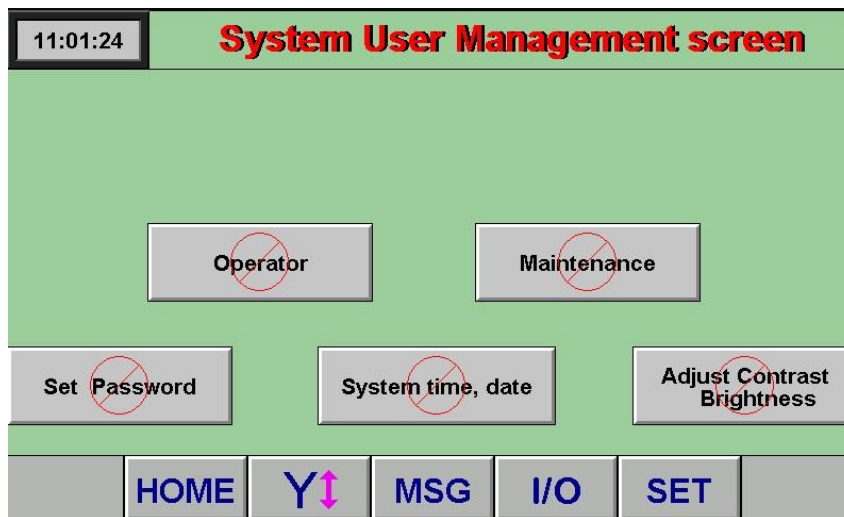 11:01:24
System User Management screen
Operator
Maintenance
Set Password
System time, date
Adjust Contrast
Brightness
HOME
Y
MSG
I/O
SET